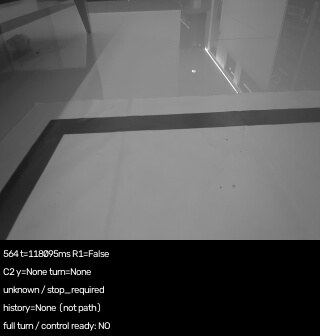 564 t=118095ms R1=False
C2 y=None turn=None
unknown / stop_required
history=None (not path)
full turn / control ready: NO